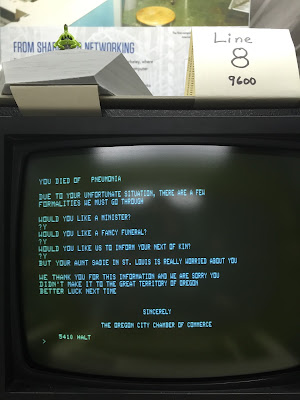 FROM SHA NETWORKING
Line
8
9600
YOU DIED OF PNEUMONIA
DUE TO YOUR UNFORTUNATE SITUATION, THERE ARE A FEW
FORMALITIES WE MUST GO THROUGH
WOULD YOU LIKE A MINISTER?
?Y
WOULD YOU LIKE A FANCY FUNERAL?
?Y
WOULD YOU LIKE US TO INFORM YOUR NEXT OF KIN?
?Y
BUT YOUR AUNT SADIE IN ST. LOUIS IS REALLY WORRIED ABOUT YOU
WE THANK YOU FOR THIS INFORMATION AND WE ARE SORRY YOU
DIDN'T MAKE IT TO THE GREAT TERRITORY OF OREGON
BETTER LUCK NEXT TIME
SINCERELY
THE OREGON CITY CHAMBER OF COMMERCE
5410 HALT
>